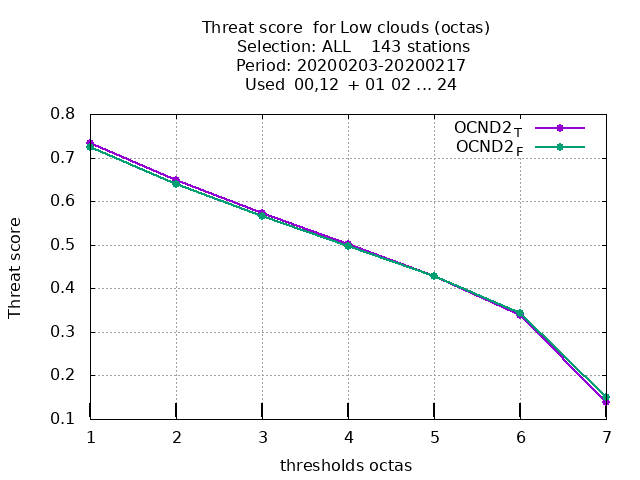 Threat score  for Low clouds (octas)
Selection: ALL    143 stations
Period: 20200203-20200217
Used  00,12  + 01 02 ... 24
OCND2T
OCND2F
0.8
0.7
0.6
0.5
0.4
0.3
0.2
0.1
Threat score
1 2 3 4 5 6 7
thresholds octas